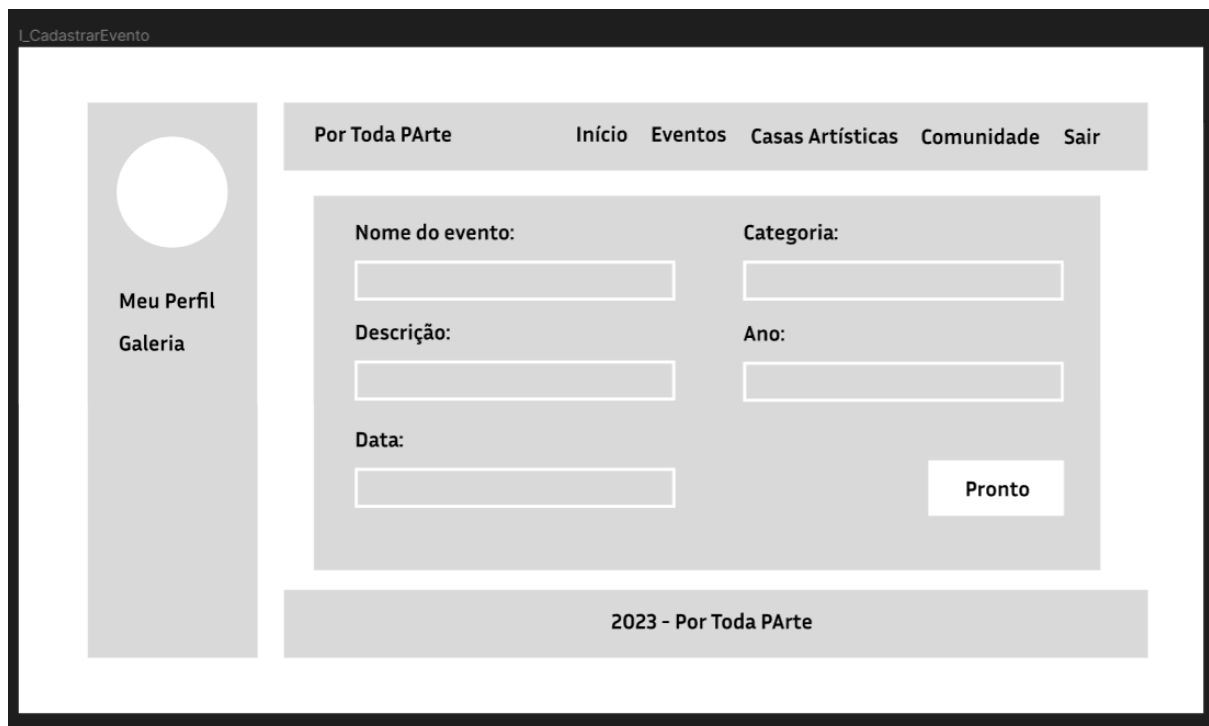 I_CadastrarEvento
Por Toda PArte Início Eventos Casas Artísticas Comunidade Sair
Meu Perfil
Galeria
Nome do evento: Categoria:
Descrição: Ano:
Data:
Pronto
2023 - Por Toda PArte